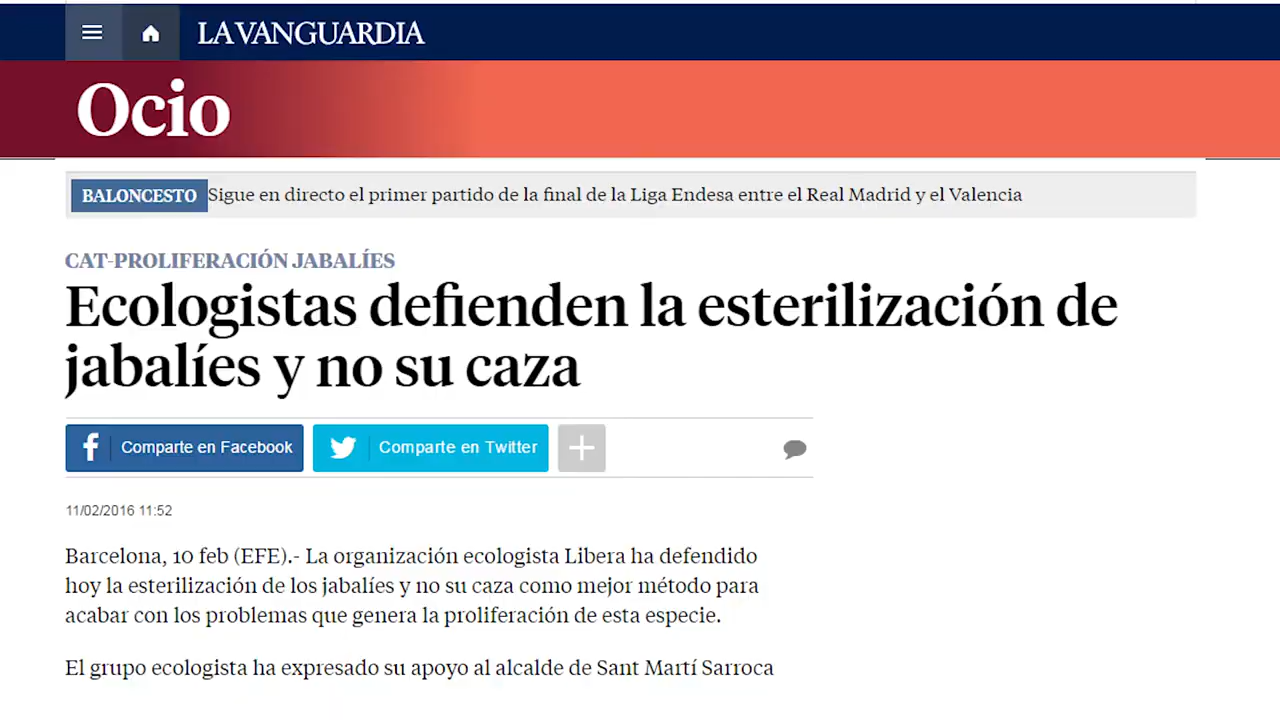 LA VANGUARDIA
Ocio
BALONCESTO Sigue en directo el primer partido de la final de la Liga Endesa entre el Real Madrid y el Valencia
CAT-PROLIFERACIÓN JABALÍES
Ecologistas defienden la esterilización de
jabalíes y no su caza
Comparte en Facebook Comparte en Twitter
11/02/2016 11:52
Barcelona, 10 feb (EFE).- La organización ecologista Libera ha defendido
hoy la esterilización de los jabalíes y no su caza como mejor método para
acabar con los problemas que genera la proliferación de esta especie.
El grupo ecologista ha expresado su apoyo al alcalde de Sant Martí Sarroca